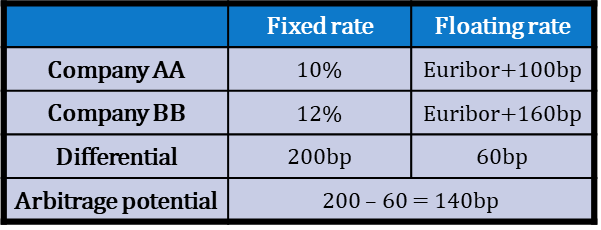 Fixed rate Floating rate
Company AA 10% Euribor+100bp
Company BB 12% Euribor+160bp
Differential 200bp 60bp
Arbitrage potential 200 – 60 = 140bp